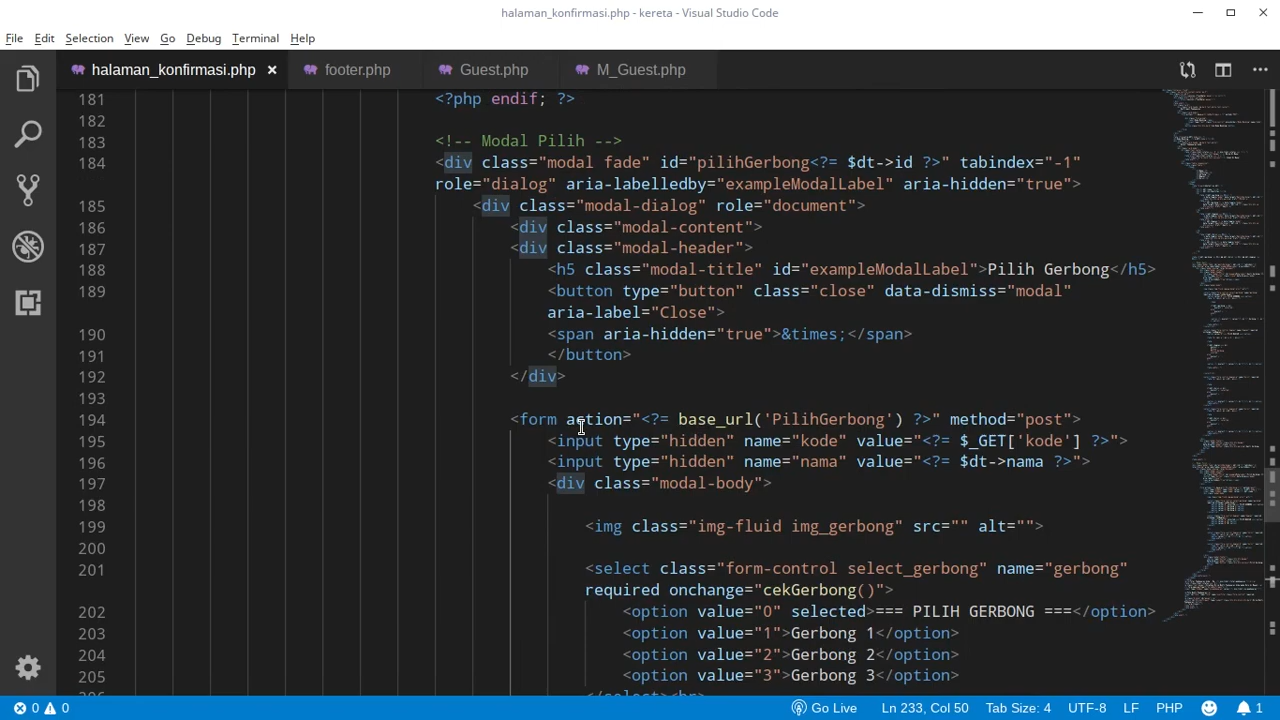 halaman_konfirmasi.php - kereta - Visual Studio Code
File Edit Selection View Go Debug Terminal Help
halaman_konfirmasi.php footer.php Guest.php M_Guest.php
181 <?php endif; ?>
182
183 <!-- Modal Pilih -->
184 <div class="modal fade" id="pilihGerbong<?= $dt->id ?>" tabindex="-1"
role="dialog" aria-labelledby="exampleModalLabel" aria-hidden="true">
185 <div class="modal-dialog" role="document">
186 <div class="modal-content">
187 div class="modal-header">
188 <h5 class="modal-title" id="exampleModalLabel">Pilih Gerbong</h5>
189 <button type="button" class="close" data-dismiss="modal"
aria-label="Close">
190 <span aria-hidden="true">&times;</span>
191 </button>
192 </div>
193
194 form action="<?= base_url('PilihGerbong') ?>" method="post">
195 <input type="hidden" name="kode" value="<?= $_GET['kode'] ?>">
196 <input type="hidden" name="nama" value="<?= $dt->nama ?>">
197 <div class="modal-body">
198
199 <img class="img-fluid img_gerbong" src="" alt="">
200
201 <select class="form-control select_gerbong" name="gerbong"
required onchange="cekGerbong()">
202 <option value="0" selected>=== PILIH GERBONG ===</option>
203 <option value="1">Gerbong 1</option>
204 <option value="2">Gerbong 2</option>
205 <option value="3">Gerbong 3</option>
206 </select><br>
0 0 Go Live Ln 233, Col 50 Tab Size: 4 UTF-8 LF PHP 1